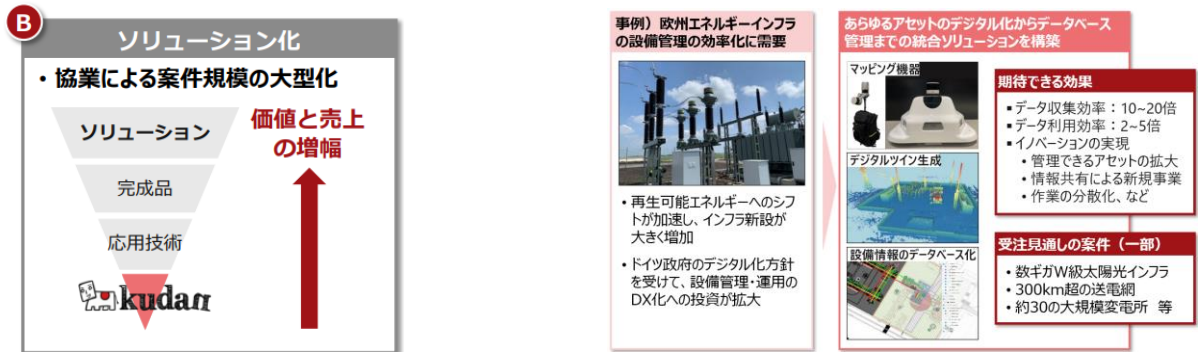 B
ソリューション化
・協業による案件規模の大型化
ソリューション
完成品
応用技術
kudan
価値と売上
の増幅
事例）欧州エネルギーインフラ
の設備管理の効率化に需要
・再生可能エネルギーへのシフ
トが加速し、インフラ新設が
大きく増加
・ドイツ政府のデジタル化方針
を受けて、設備管理・運用の
DX化への投資が拡大
あらゆるアセットのデジタル化からデータベース
管理までの統合ソリューションを構築
マッピング機器
デジタルツイン生成
設備情報のデータベース化
期待できる効果
▪データ収集効率：10~20倍
▪データ利用効率：2~5倍
▪イノベーションの実現
・管理できるアセットの拡大
・情報共有による新規事業
・作業の分散化、など
受注見通しの案件（一部）
・数ギガW級太陽光インフラ
・300km超の送電網
・約30の大規模変電所 等